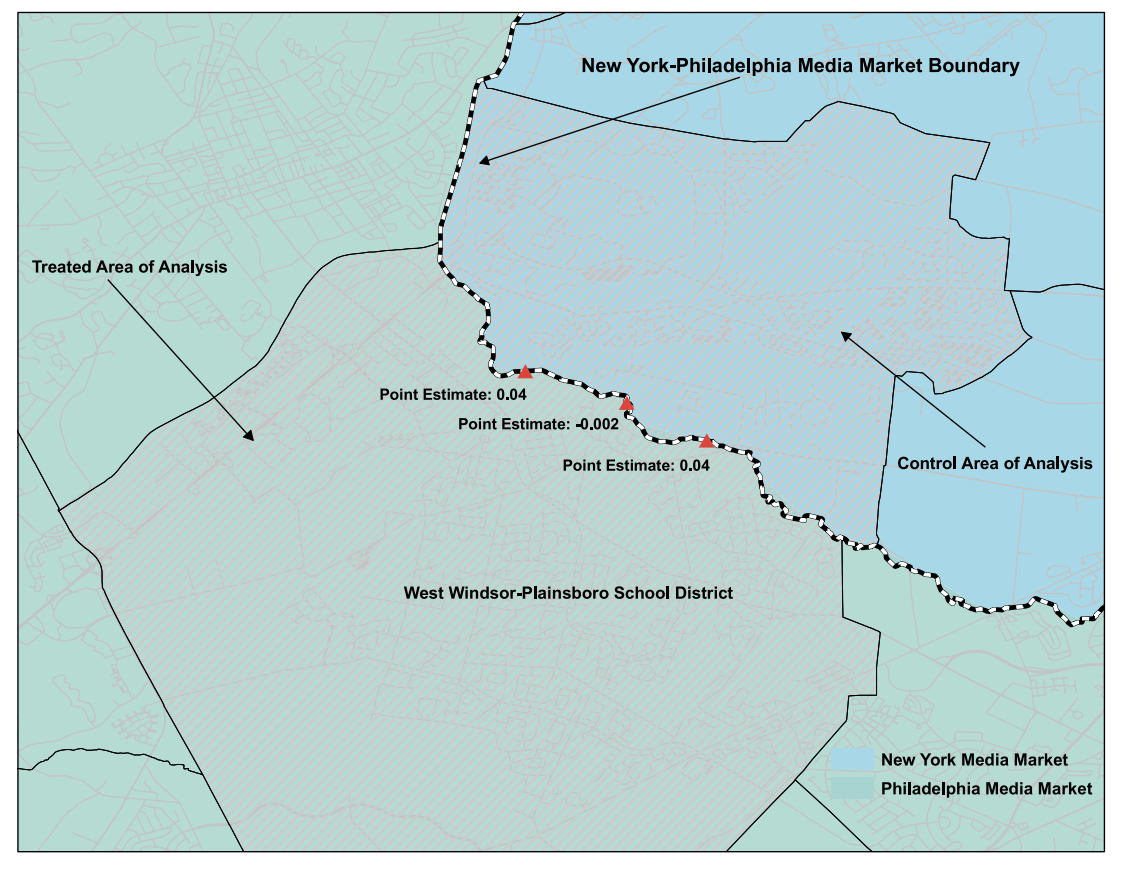 New York-Philadelphia Media Market Boundary
Treated Area of Analysis
Point Estimate: 0.04
Point Estimate: -0.002
Point Estimate: 0.04
Control Area of Analysis
West Windsor-Plainsboro School District
New York Media Market
Philadelphia Media Market